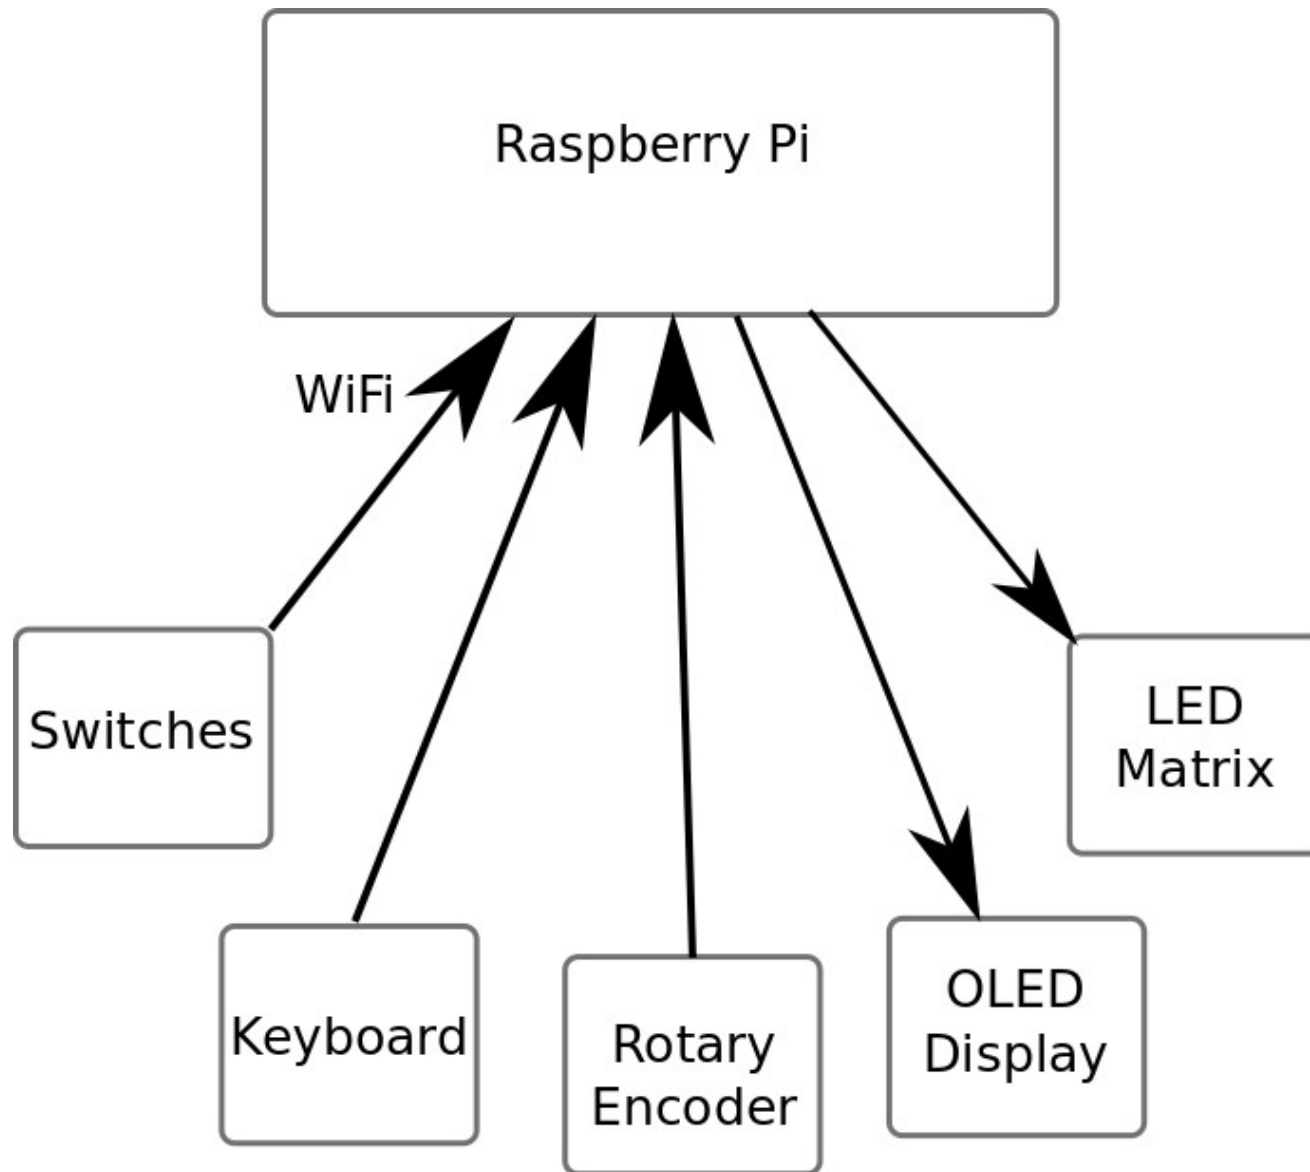 Raspberry Pi
WiFi
Switches
LED
Matrix
Keyboard
Rotary
Encoder
OLED
Display